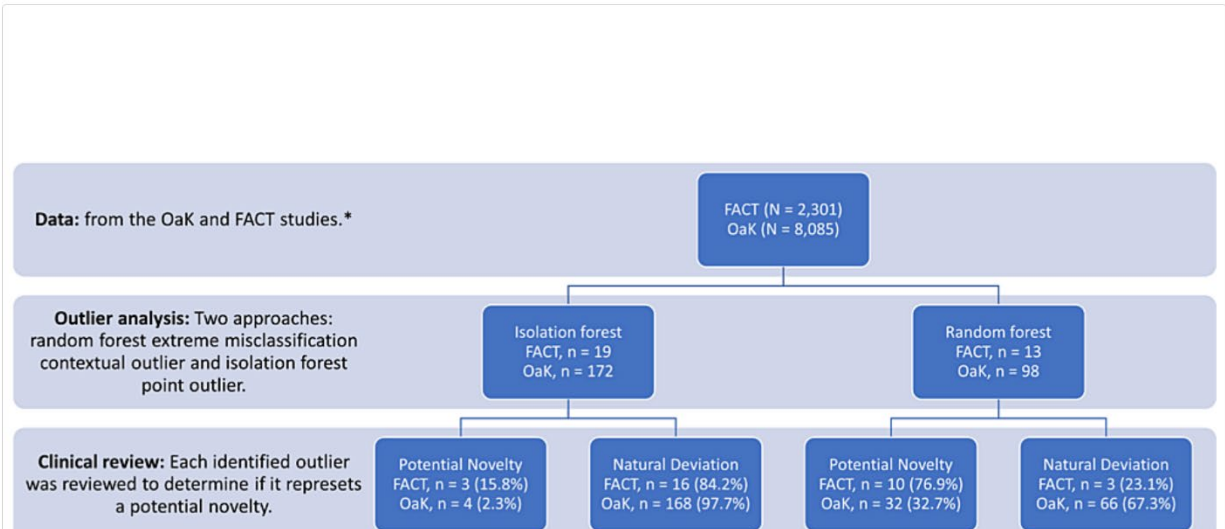 Data: from the OaK and FACT studies.*
FACT (N = 2,301)
OaK (N = 8,085)
Outlier analysis: Two approaches:
random forest extreme misclassification
contextual outlier and isolation forest
point outlier.
Isolation forest
FACT, n = 19
OaK, n = 172
Random forest
FACT, n = 13
OaK, n = 98
Clinical review: Each identified outlier
was reviewed to determine if it represets
a potential novelty.
Potential Novelty
FACT, n = 3 (15.8%)
OaK, n = 4 (2.3%)
Natural Deviation
FACT, n = 16 (84.2%)
OaK, n = 168 (97.7%)
Potential Novelty
FACT, n = 10 (76.9%)
OaK, n = 32 (32.7%)
Natural Deviation
FACT, n = 3 (23.1%)
OaK, n = 66 (67.3%)